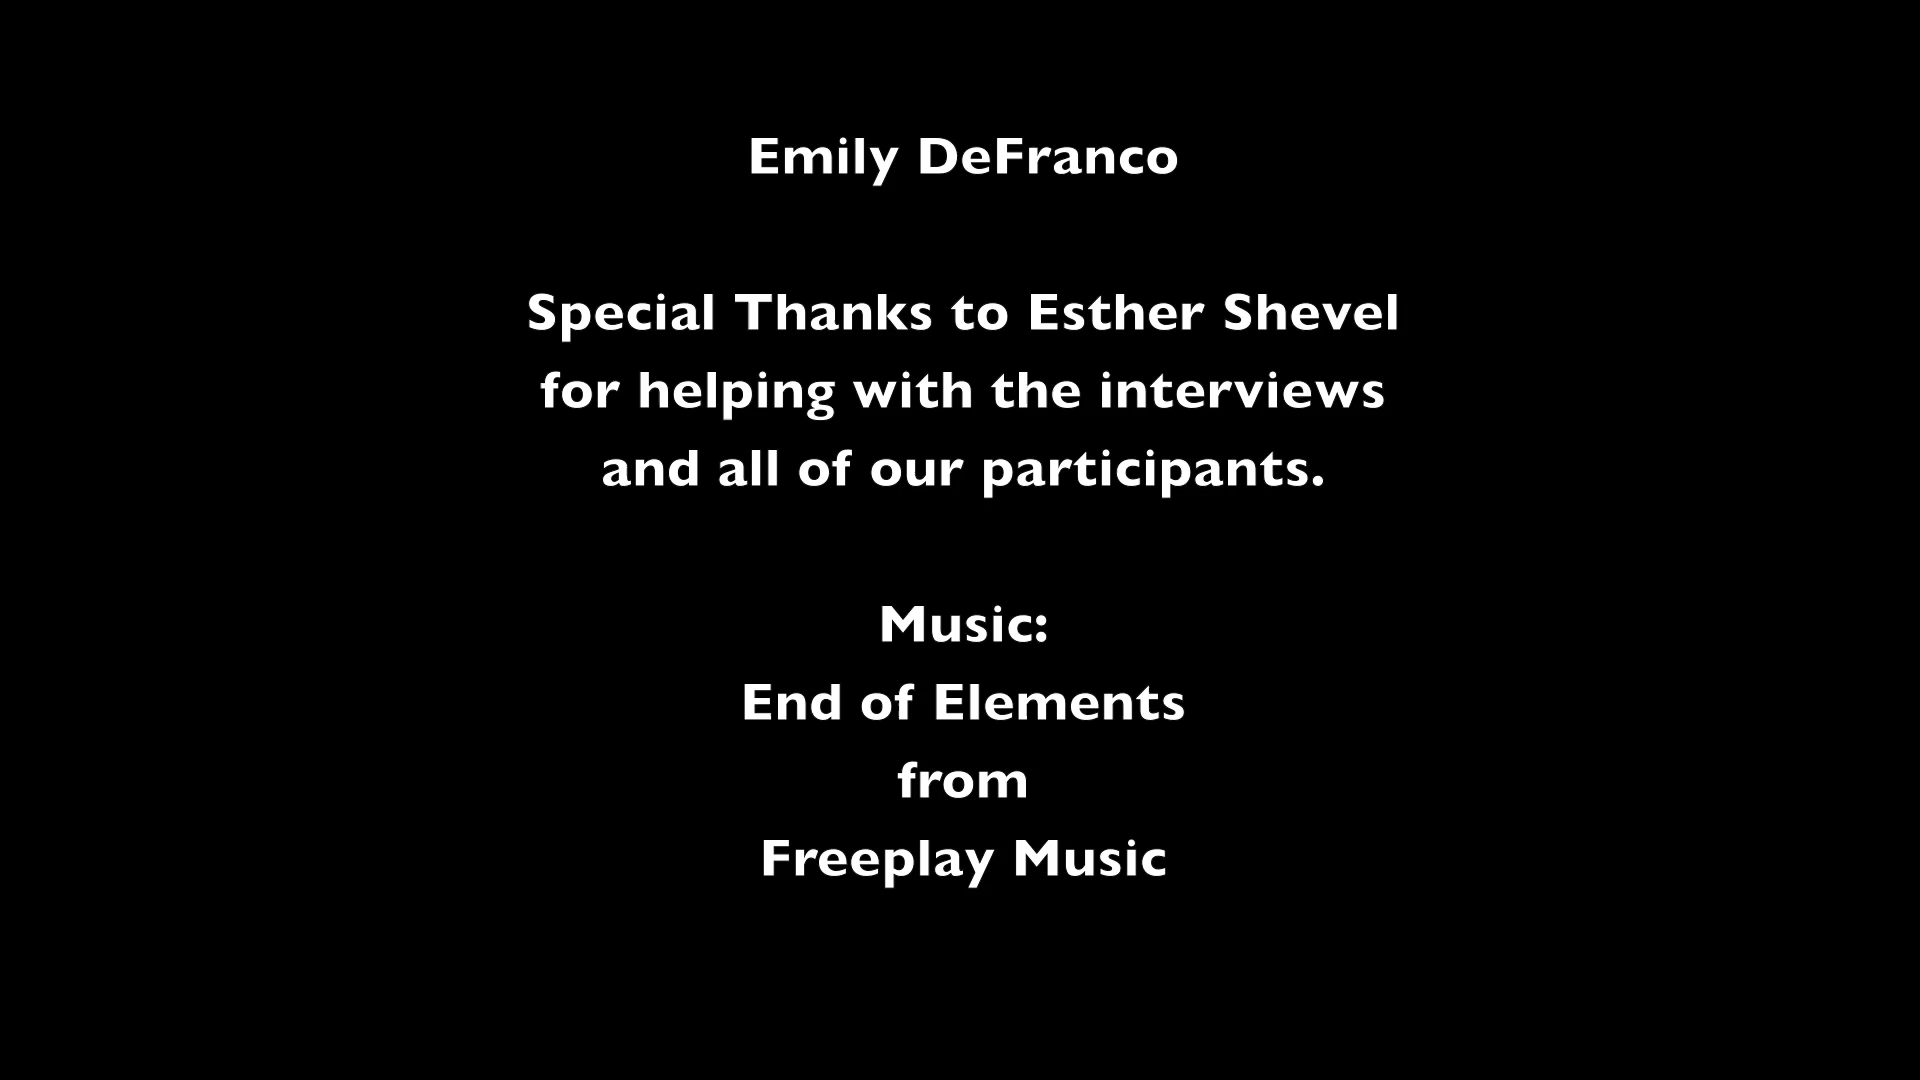 Emily DeFranco
Special Thanks to Esther Shevel
for helping with the interviews
and all of our participants.
Music:
End of Elements
from
Freeplay Music